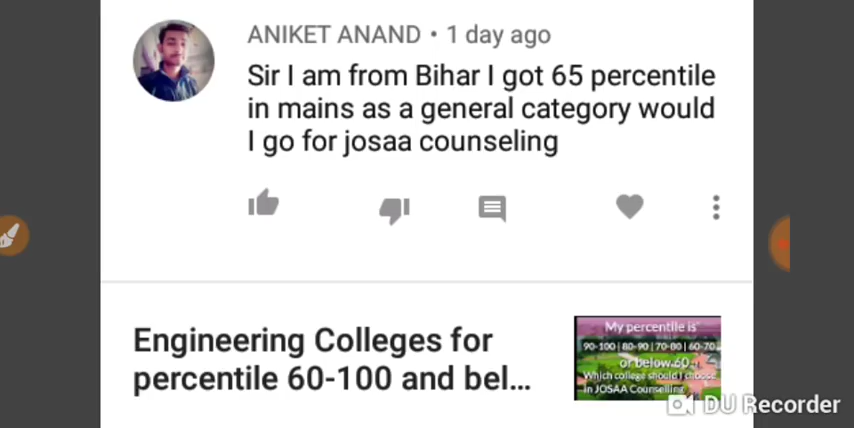 ANIKET ANAND • 1 day ago
Sir I am from Bihar I got 65 percentile
in mains as a general category would
I go for josaa counseling
Engineering Colleges for
percentile 60-100 and bel...
My percentile is
90-100 | 80-90 | 70-80 | 60-70
or below 60
Which college should I choose
in JOSAA Counselling
DU Recorder